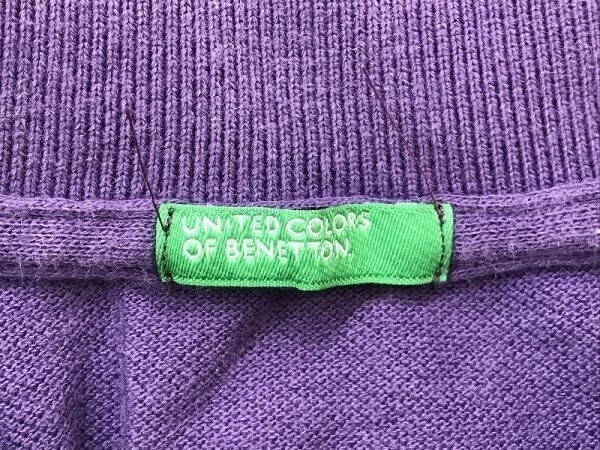 UNITED COLORS
OF BENETTON.